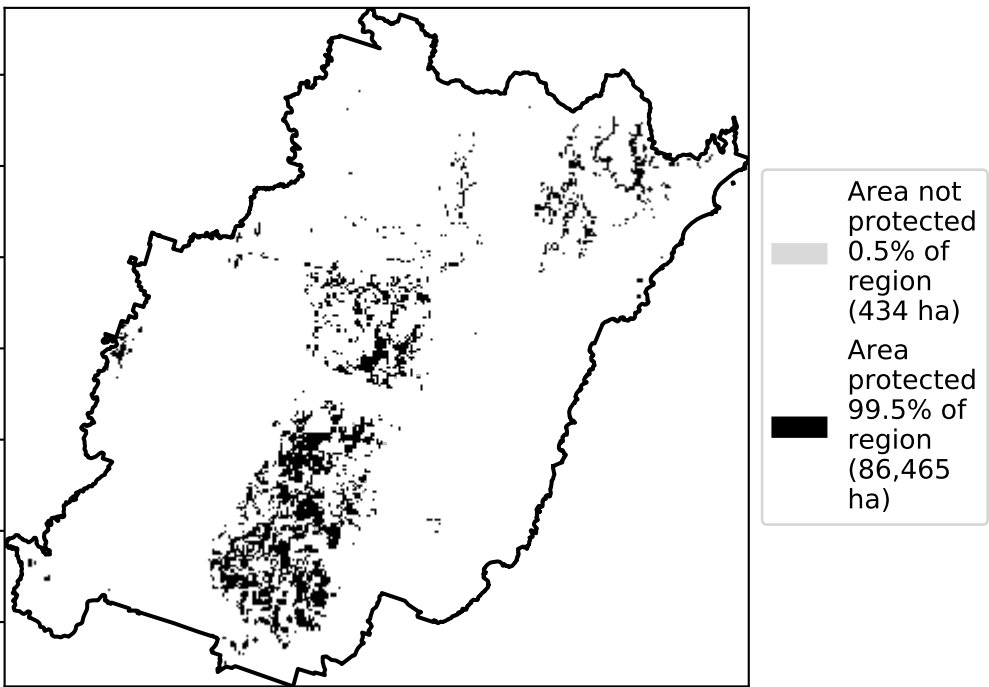 Area not
protected
0.5% of
region
(434 ha)
Area
protected
99.5% of
region
(86,465
ha)